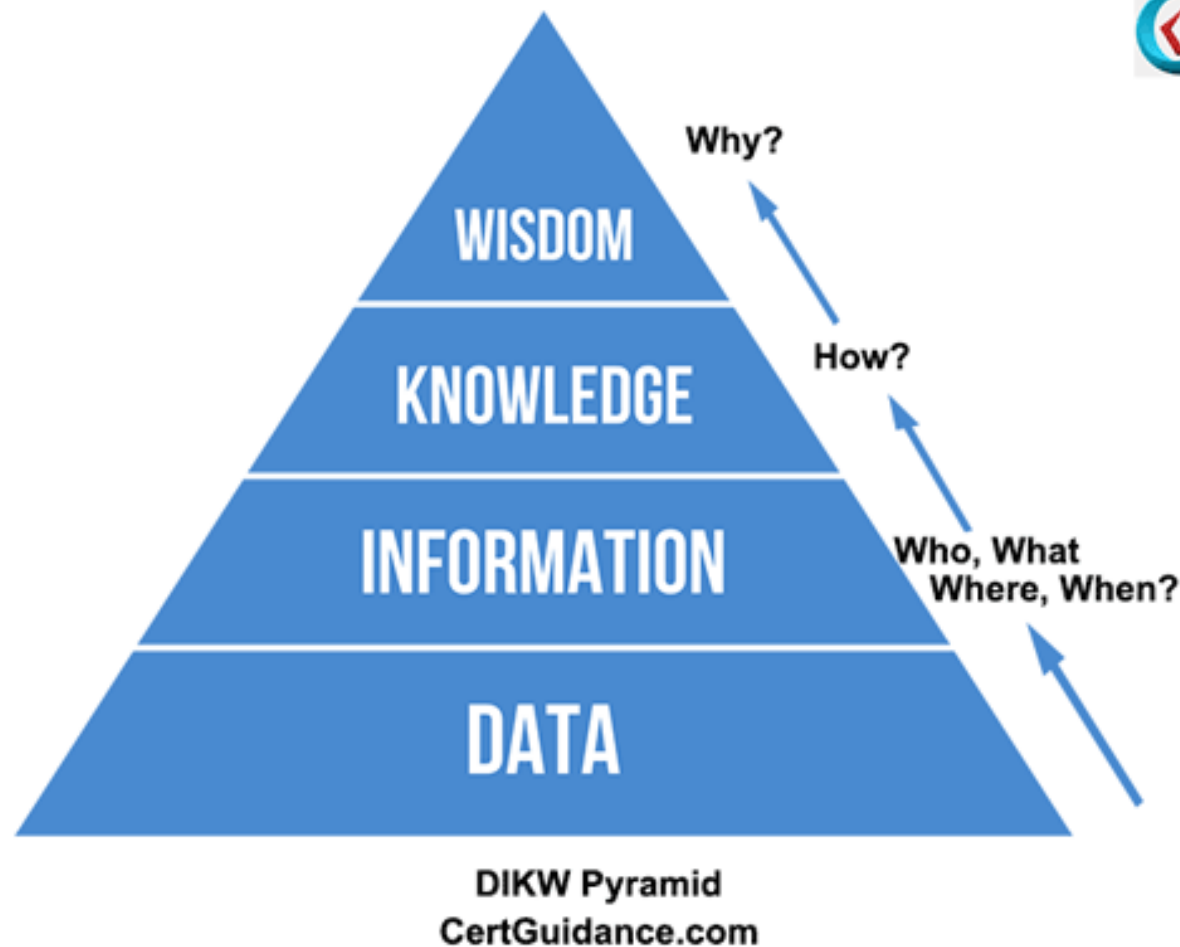 Why?
WISDOM
How?
KNOWLEDGE
Who, What
Where, When?
INFORMATION
DATA
DIKW Pyramid
CertGuidance.com